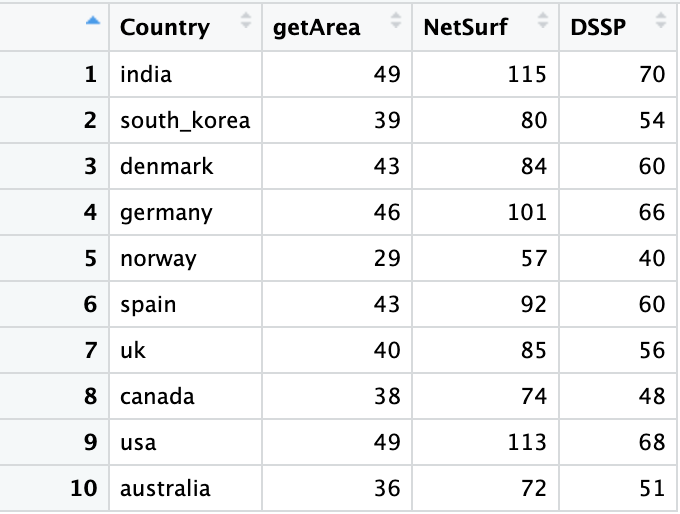 Country getArea NetSurf DSSP
1 india 49 115 70
2 south_korea 39 80 54
3 denmark 43 84 60
4 germany 46 101 66
5 norway 29 57 40
6 spain 43 92 60
7 uk 40 85 56
8 canada 38 74 48
9 usa 49 113 68
10 australia 36 72 51